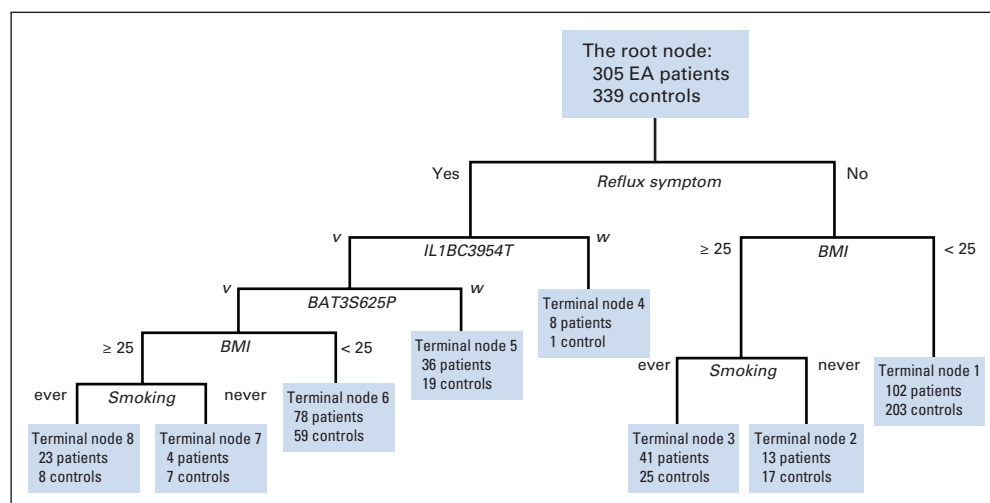 The root node:
305 EA patients
339 controls
Yes
Reflux symptom
No
v
IL1BC3954T
w
≥ 25
BMI
< 25
v
BAT3S625P
w
Terminal node 4
8 patients
1 control
≥ 25
BMI
< 25
Terminal node 5
36 patients
19 controls
ever
Smoking
never
Terminal node 1
102 patients
203 controls
ever
Smoking
never
Terminal node 6
78 patients
59 controls
Terminal node 8
23 patients
8 controls
Terminal node 7
4 patients
7 controls
Terminal node 3
41 patients
25 controls
Terminal node 2
13 patients
17 controls